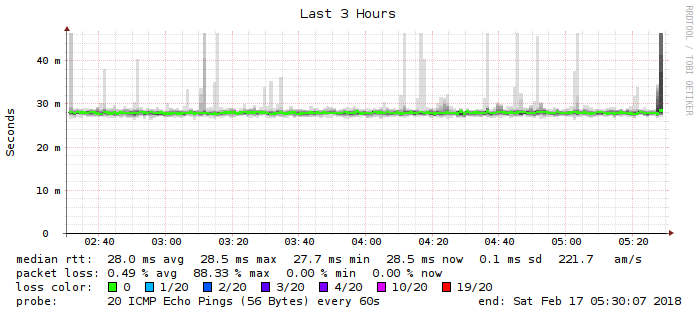 Last 3 Hours
RRDTOOL / TOBI OETIKER
Seconds
40 m
30 m
20 m
10 m
0
02:40 03:00 03:20 03:40 04:00 04:20 04:40 05:00 05:20
median rtt: 28.0 ms avg 28.5 ms max 27.7 ms min 28.5 ms now 0.1 ms sd 221.7 am/s
packet loss: 0.49 % avg 88.33 % max 0.00 % min 0.00 % now
loss color: 0 1/20 2/20 3/20 4/20 10/20 19/20
probe: 20 ICMP Echo Pings (56 Bytes) every 60s end: Sat Feb 17 05:30:07 2018